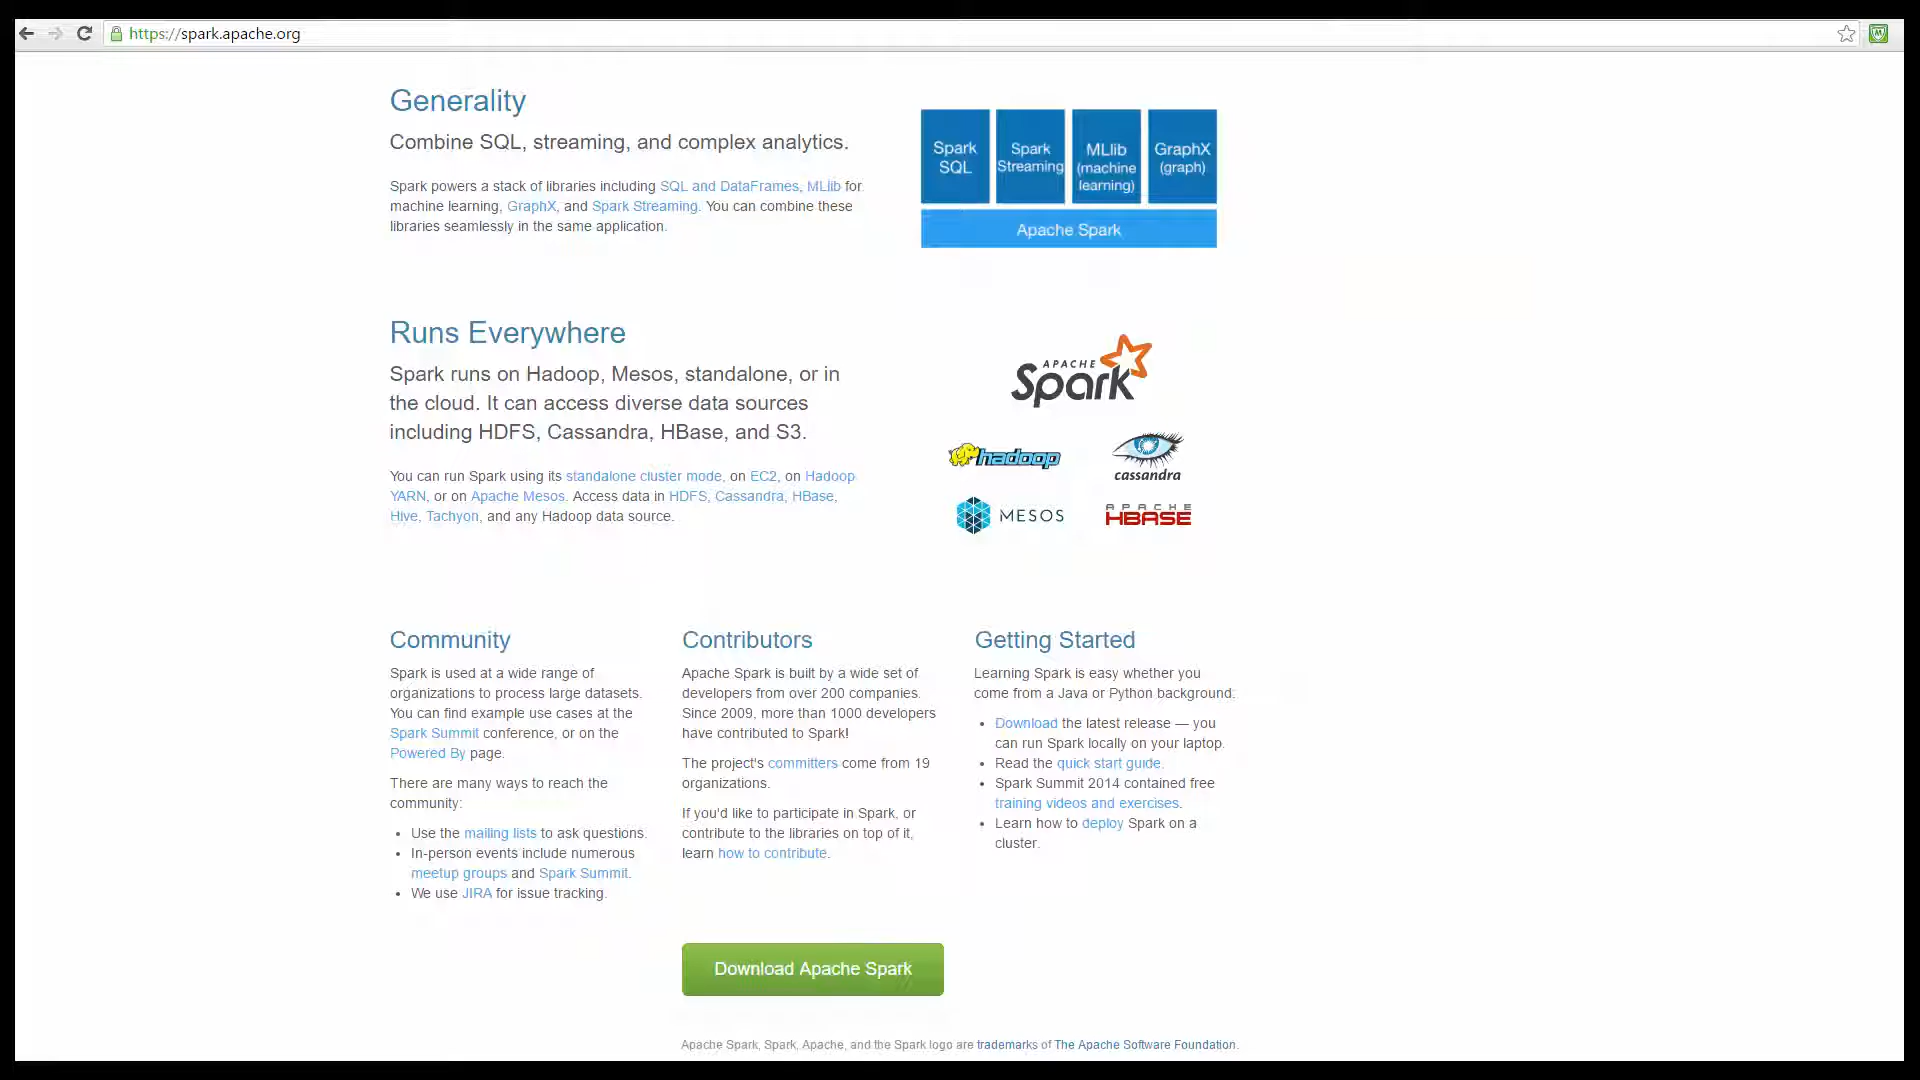 https://spark.apache.org
Generality
Combine SQL, streaming, and complex analytics.
Spark powers a stack of libraries including SQL and DataFrames, MLlib for
machine learning, GraphX, and Spark Streaming. You can combine these
libraries seamlessly in the same application.
Spark
SQL
Spark
Streaming
MLlib
(machine
learning)
GraphX
(graph)
Apache Spark
Runs Everywhere
Spark runs on Hadoop, Mesos, standalone, or in
the cloud. It can access diverse data sources
including HDFS, Cassandra, HBase, and S3.
You can run Spark using its standalone cluster mode, on EC2, on Hadoop
YARN, or on Apache Mesos. Access data in HDFS, Cassandra, HBase,
Hive, Tachyon, and any Hadoop data source.
APACHE
Spark
hadoop
cassandra
MESOS
APACHE
HBASE
Community
Spark is used at a wide range of
organizations to process large datasets.
You can find example use cases at the
Spark Summit conference, or on the
Powered By page.
There are many ways to reach the
community:
• Use the mailing lists to ask questions.
• In-person events include numerous
meetup groups and Spark Summit.
• We use JIRA for issue tracking.
Contributors
Apache Spark is built by a wide set of
developers from over 200 companies.
Since 2009, more than 1000 developers
have contributed to Spark!
The project's committers come from 19
organizations.
If you'd like to participate in Spark, or
contribute to the libraries on top of it,
learn how to contribute.
Getting Started
Learning Spark is easy whether you
come from a Java or Python background:
• Download the latest release — you
can run Spark locally on your laptop.
• Read the quick start guide.
• Spark Summit 2014 contained free
training videos and exercises.
• Learn how to deploy Spark on a
cluster.
Download Apache Spark
Apache Spark, Spark, Apache, and the Spark logo are trademarks of The Apache Software Foundation.